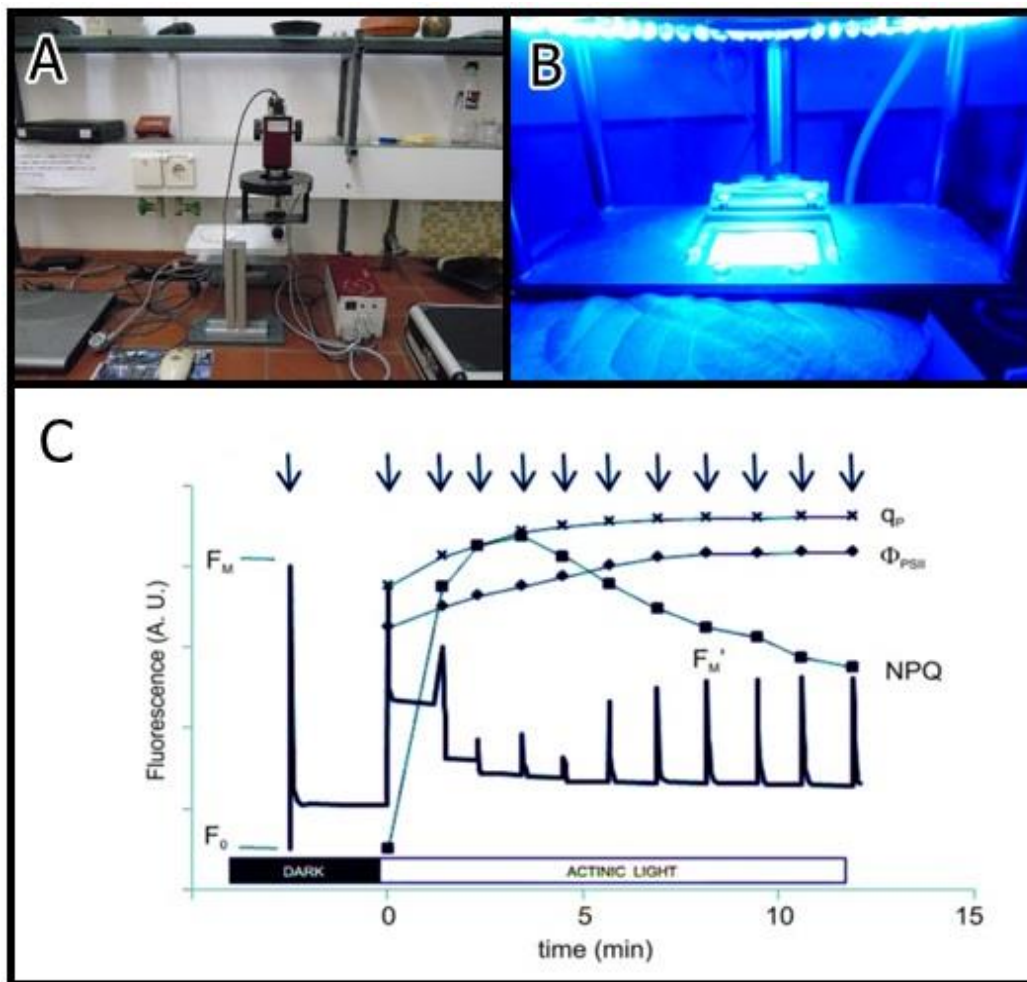 A
B
C
F_M
F_0
Fluorescence (A. U.)
q_P
Φ_PSII
F_M'
NPQ
DARK
ACTINIC LIGHT
0
5
10
15
time (min)